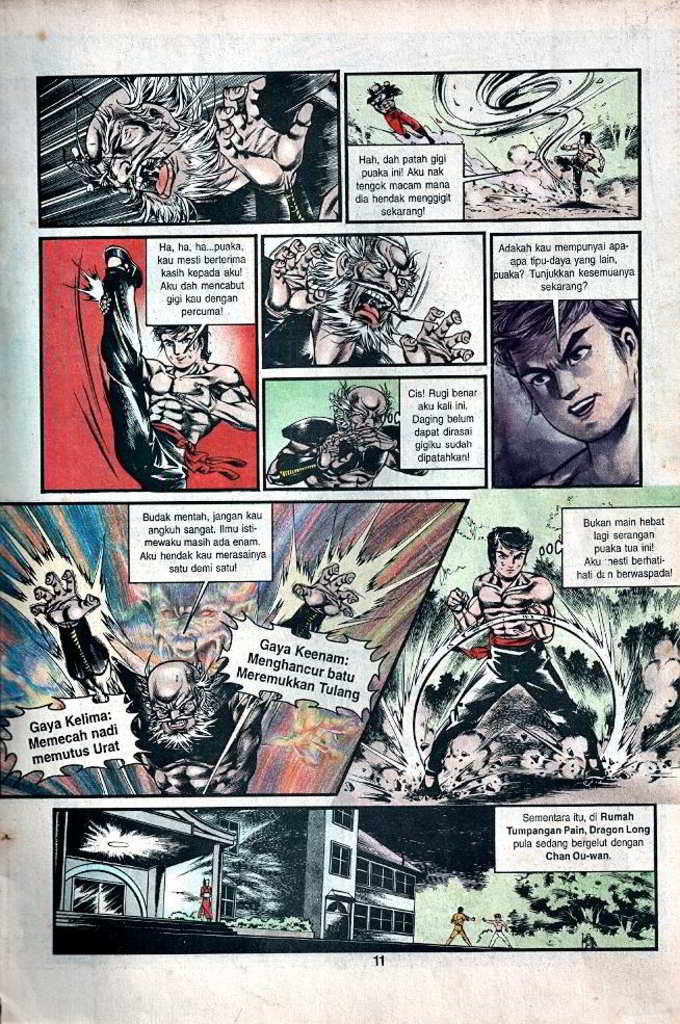 Hah, dah patah gigi
puaka ini! Aku nak
tengok macam mana
dia hendak menggigit
sekarang!
Ha, ha, ha...puaka,
kau mesti berterima
kasih kepada aku!
Aku dah mencabut
gigi kau dengan
percuma!
Adakah kau mempunyai apa-
apa tipu-daya yang lain,
puaka? Tunjukkan kesemuanya
sekarang?
Cis! Rugi benar
aku kali ini.
Daging belum
dapat dirasai
gigiku sudah
dipatahkan!
Budak mentah, jangan kau
angkuh sangat. Ilmu isti-
mewaku masih ada enam.
Aku hendak kau merasainya
satu demi satu!
Gaya Kelima:
Memecah nadi
memutus Urat
Gaya Keenam:
Menghancur batu
Meremukkan Tulang
Bukan main hebat
lagi serangan
puaka tua ini!
Aku mesti berhati-
hati dan berwaspada!
Sementara itu, di Rumah
Tumpangan Pain, Dragon Long
pula sedang bergelut dengan
Chan Ou-wan.
11